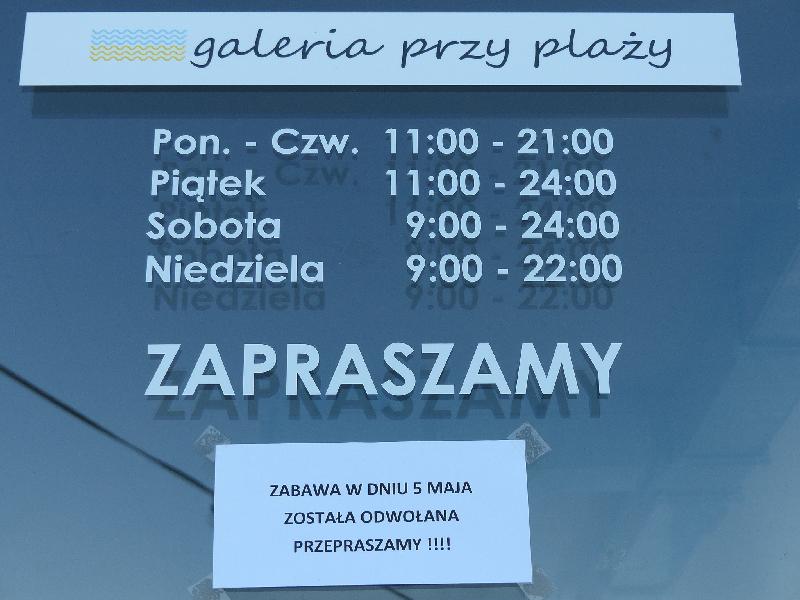 galeria przy plaży
Pon. - Czw. 11:00 - 21:00
Piątek 11:00 - 24:00
Sobota 9:00 - 24:00
Niedziela 9:00 - 22:00
ZAPRASZAMY
ZABAWA W DNIU 5 MAJA
ZOSTAŁA ODWOŁANA
PRZEPRASZAMY !!!!